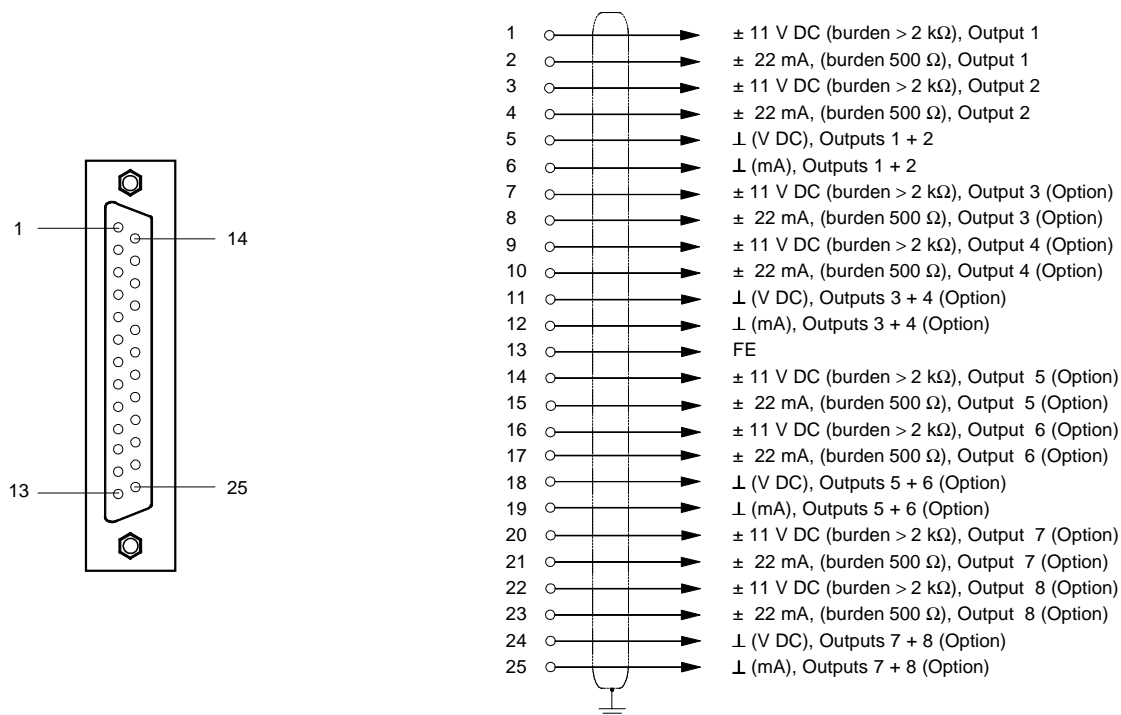 1
14
13
25
1 ± 11 V DC (burden > 2 kΩ), Output 1
2 ± 22 mA, (burden 500 Ω), Output 1
3 ± 11 V DC (burden > 2 kΩ), Output 2
4 ± 22 mA, (burden 500 Ω), Output 2
5 ⊥ (V DC), Outputs 1 + 2
6 ⊥ (mA), Outputs 1 + 2
7 ± 11 V DC (burden > 2 kΩ), Output 3 (Option)
8 ± 22 mA, (burden 500 Ω), Output 3 (Option)
9 ± 11 V DC (burden > 2 kΩ), Output 4 (Option)
10 ± 22 mA, (burden 500 Ω), Output 4 (Option)
11 ⊥ (V DC), Outputs 3 + 4 (Option)
12 ⊥ (mA), Outputs 3 + 4 (Option)
13 FE
14 ± 11 V DC (burden > 2 kΩ), Output 5 (Option)
15 ± 22 mA, (burden 500 Ω), Output 5 (Option)
16 ± 11 V DC (burden > 2 kΩ), Output 6 (Option)
17 ± 22 mA, (burden 500 Ω), Output 6 (Option)
18 ⊥ (V DC), Outputs 5 + 6 (Option)
19 ⊥ (mA), Outputs 5 + 6 (Option)
20 ± 11 V DC (burden > 2 kΩ), Output 7 (Option)
21 ± 22 mA, (burden 500 Ω), Output 7 (Option)
22 ± 11 V DC (burden > 2 kΩ), Output 8 (Option)
23 ± 22 mA, (burden 500 Ω), Output 8 (Option)
24 ⊥ (V DC), Outputs 7 + 8 (Option)
25 ⊥ (mA), Outputs 7 + 8 (Option)